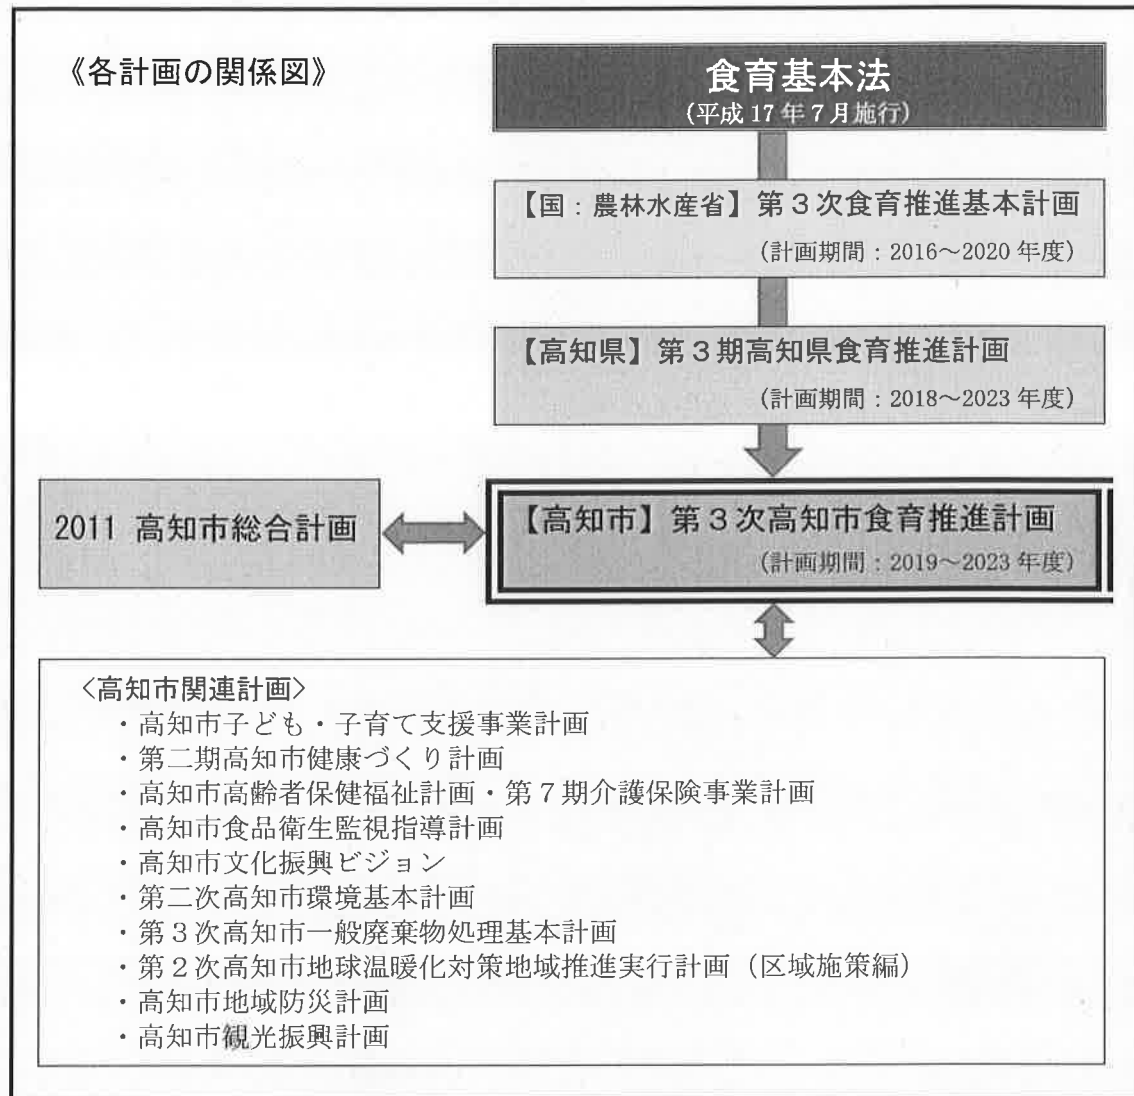 《各計画の関係図》
食育基本法
(平成17年7月施行)
【国：農林水産省】第3次食育推進基本計画
(計画期間：2016～2020年度)
【高知県】第3期高知県食育推進計画
(計画期間：2018～2023年度)
2011 高知市総合計画
【高知市】第3次高知市食育推進計画
(計画期間：2019～2023年度)
〈高知市関連計画〉
・高知市子ども・子育て支援事業計画
・第二期高知市健康づくり計画
・高知市高齢者保健福祉計画・第7期介護保険事業計画
・高知市食品衛生監視指導計画
・高知市文化振興ビジョン
・第二次高知市環境基本計画
・第3次高知市一般廃棄物処理基本計画
・第2次高知市地球温暖化対策地域推進実行計画（区域施策編）
・高知市地域防災計画
・高知市観光振興計画